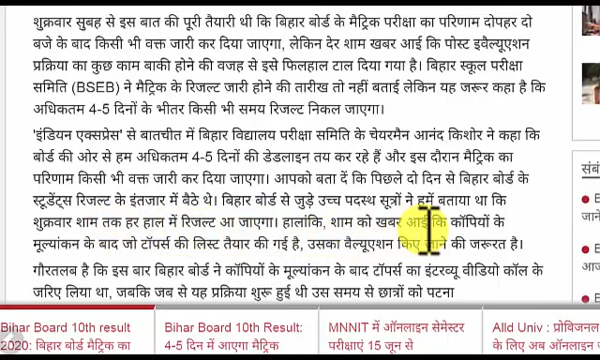 शुक्रवार सुबह से इस बात की पूरी तैयारी थी कि बिहार बोर्ड के मैट्रिक परीक्षा का परिणाम दोपहर दो
बजे के बाद किसी भी वक्त जारी कर दिया जाएगा, लेकिन देर शाम खबर आई कि पोस्ट इवैल्यूएशन
प्रक्रिया का कुछ काम बाकी होने की वजह से इसे फिलहाल टाल दिया गया है। बिहार स्कूल परीक्षा
समिति (BSEB) ने मैट्रिक के रिजल्ट जारी होने की तारीख तो नहीं बताई लेकिन यह जरूर कहा है कि
अधिकतम 4-5 दिनों के भीतर किसी भी समय रिजल्ट निकल जाएगा।
'इंडियन एक्सप्रेस' से बातचीत में बिहार विद्यालय परीक्षा समिति के चेयरमैन आनंद किशोर ने कहा कि
बोर्ड की ओर से हम अधिकतम 4-5 दिनों की डेडलाइन तय कर रहे हैं और इस दौरान मैट्रिक का
परिणाम किसी भी वक्त जारी कर दिया जाएगा। आपको बता दें कि पिछले दो दिन से बिहार बोर्ड के
स्टूडेंट्स रिजल्ट के इंतजार में बैठे थे। बिहार बोर्ड से जुड़े उच्च पदस्थ सूत्रों ने हमें बताया था कि
शुक्रवार शाम तक हर हाल में रिजल्ट आ जाएगा। हालांकि, शाम को खबर आई कि कॉपियों के
मूल्यांकन के बाद जो टॉपर्स की लिस्ट तैयार की गई है, उसका वैल्यूएशन किए जाने की जरूरत है।
गौरतलब है कि इस बार बिहार बोर्ड ने कॉपियों के मूल्यांकन के बाद टॉपर्स का इंटरव्यू वीडियो कॉल के
जरिए लिया था, जबकि जब से यह प्रक्रिया शुरू हुई थी उस समय से छात्रों को पटना
Bihar Board 10th result
2020: बिहार बोर्ड मैट्रिक का
Bihar Board 10th Result:
4-5 दिन में आएगा मैट्रिक
MNNIT में ऑनलाइन सेमेस्टर
परीक्षाएं 15 जून से
Alld Univ : प्रोविजनल
के लिए अब ऑनलाइन